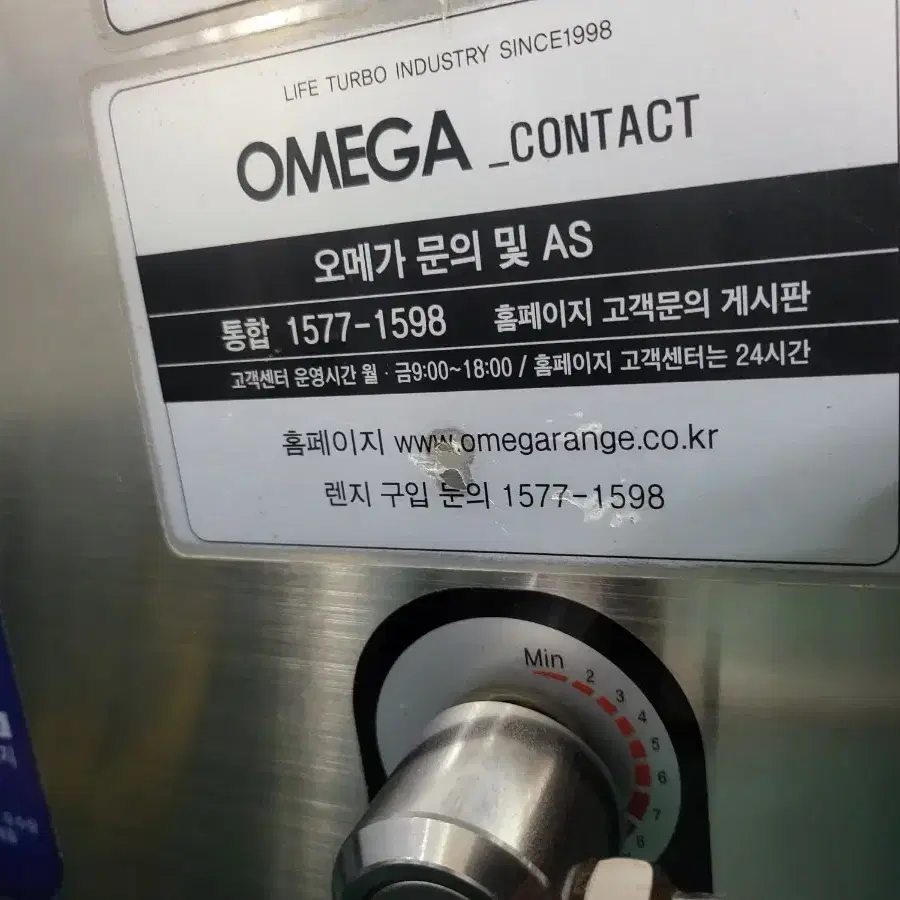 LIFE TURBO INDUSTRY SINCE1998
OMEGA _CONTACT
오메가 문의 및 AS
통합 1577-1598 홈페이지 고객문의 게시판
고객센터 운영시간 월 · 금9:00~18:00 / 홈페이지 고객센터는 24시간
홈페이지 www.omegarange.co.kr
렌지 구입 문의 1577-1598
Min 2 3 4 5 6 7 8
지